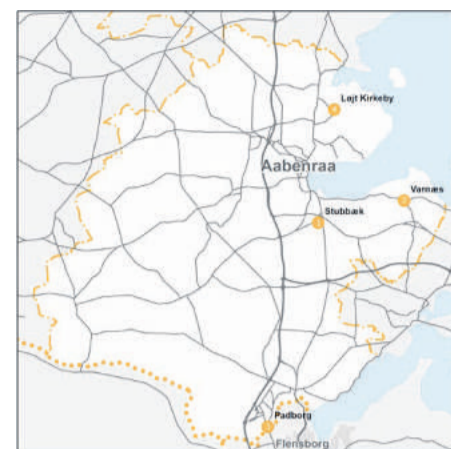 Løjt Kirkeby
Aabenraa
Varnæs
Stubbæk
Padborg
Flensborg